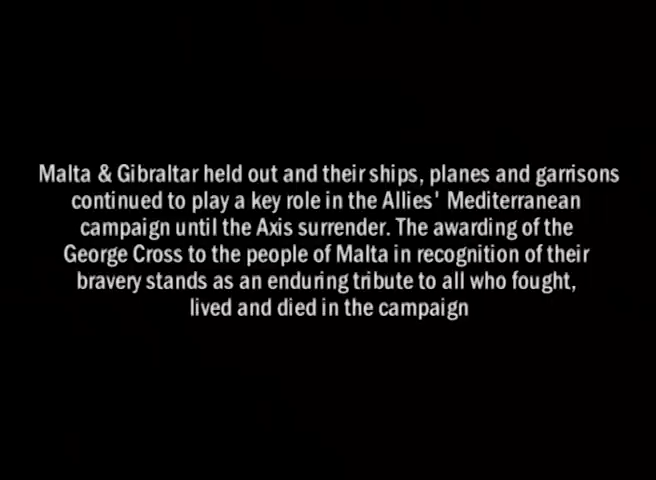 Malta & Gibraltar held out and their ships, planes and garrisons
continued to play a key role in the Allies' Mediterranean
campaign until the Axis surrender. The awarding of the
George Cross to the people of Malta in recognition of their
bravery stands as an enduring tribute to all who fought,
lived and died in the campaign